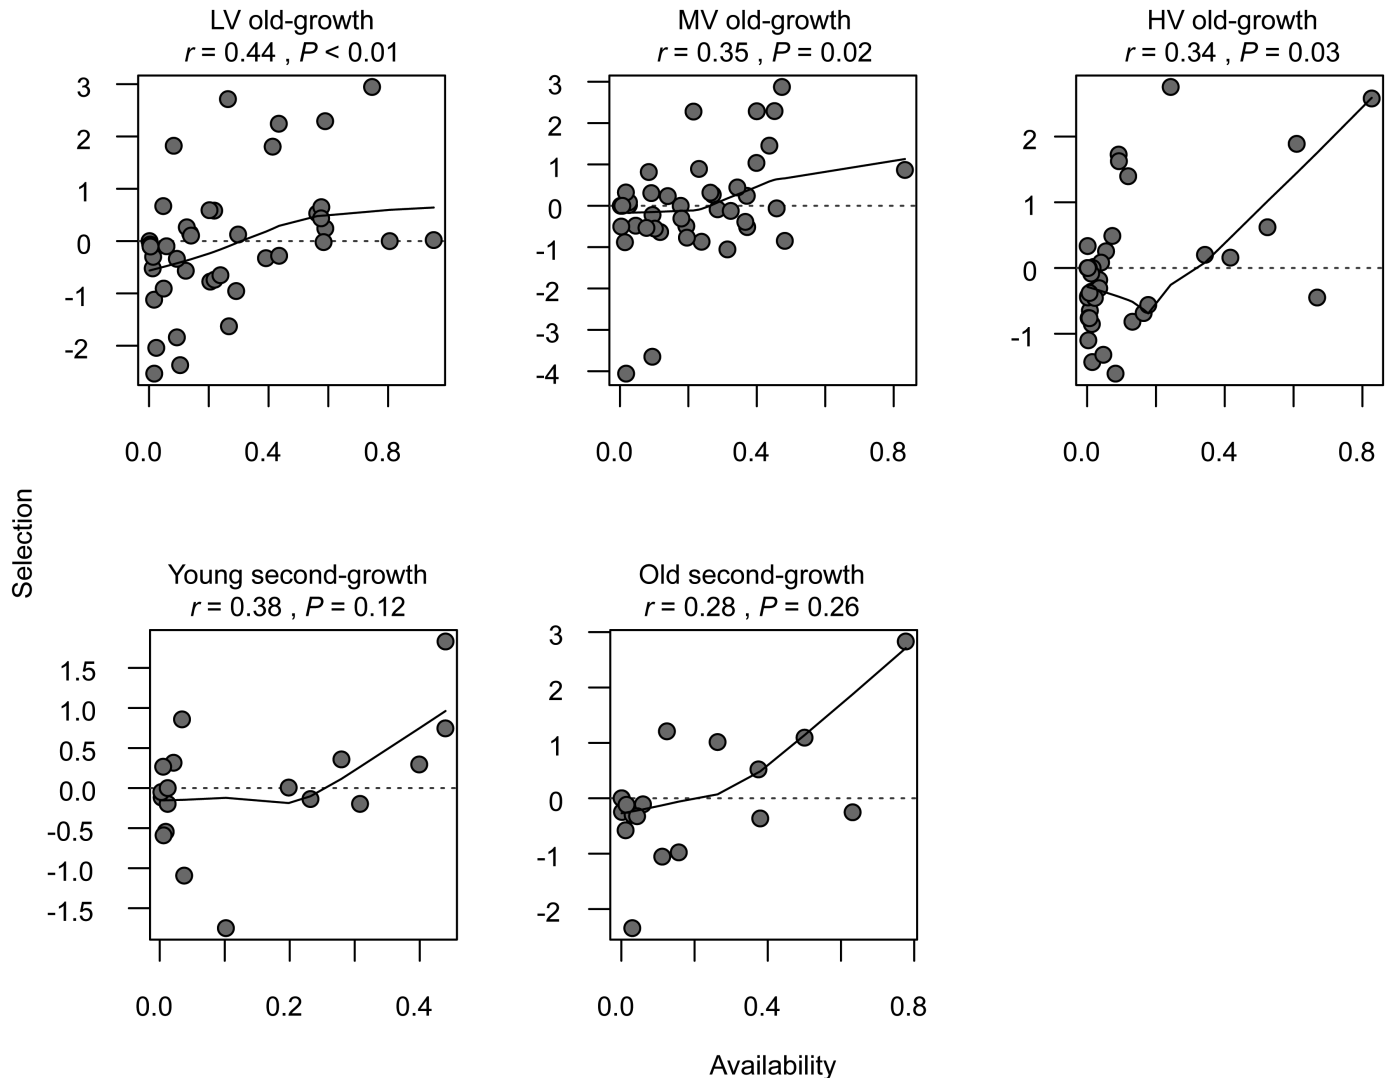 LV old-growth
r = 0.44 , P < 0.01
3
2
1
0
-1
-2
0.0 0.4 0.8
MV old-growth
r = 0.35 , P = 0.02
3
2
1
0
-1
-2
-3
-4
0.0 0.4 0.8
HV old-growth
r = 0.34 , P = 0.03
2
1
0
-1
0.0 0.4 0.8
Selection
Young second-growth
r = 0.38 , P = 0.12
1.5
1.0
0.5
0.0
-0.5
-1.0
-1.5
0.0 0.2 0.4
Old second-growth
r = 0.28 , P = 0.26
3
2
1
0
-1
-2
0.0 0.4 0.8
Availability